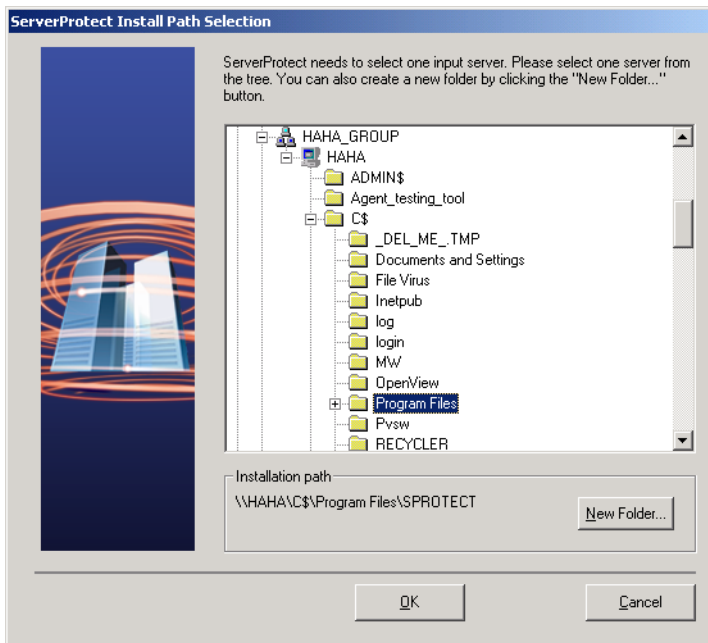 ServerProtect Install Path Selection
ServerProtect needs to select one input server. Please select one server from
the tree. You can also create a new folder by clicking the "New Folder..."
button.
HAHA_GROUP
HAHA
ADMIN$
Agent_testing_tool
C$
_DEL_ME_.TMP
Documents and Settings
File Virus
Inetpub
log
login
MW
OpenView
Program Files
Pvsw
RECYCLER
Installation path
\\HAHA\C$\Program Files\SPROTECT
New Folder...
OK
Cancel